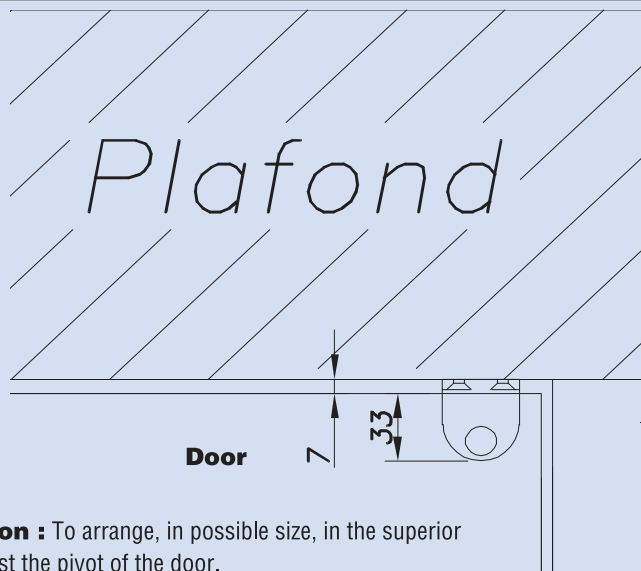 Plafond
33
7
Door
on : To arrange, in possible size, in the superior
st the pivot of the door.